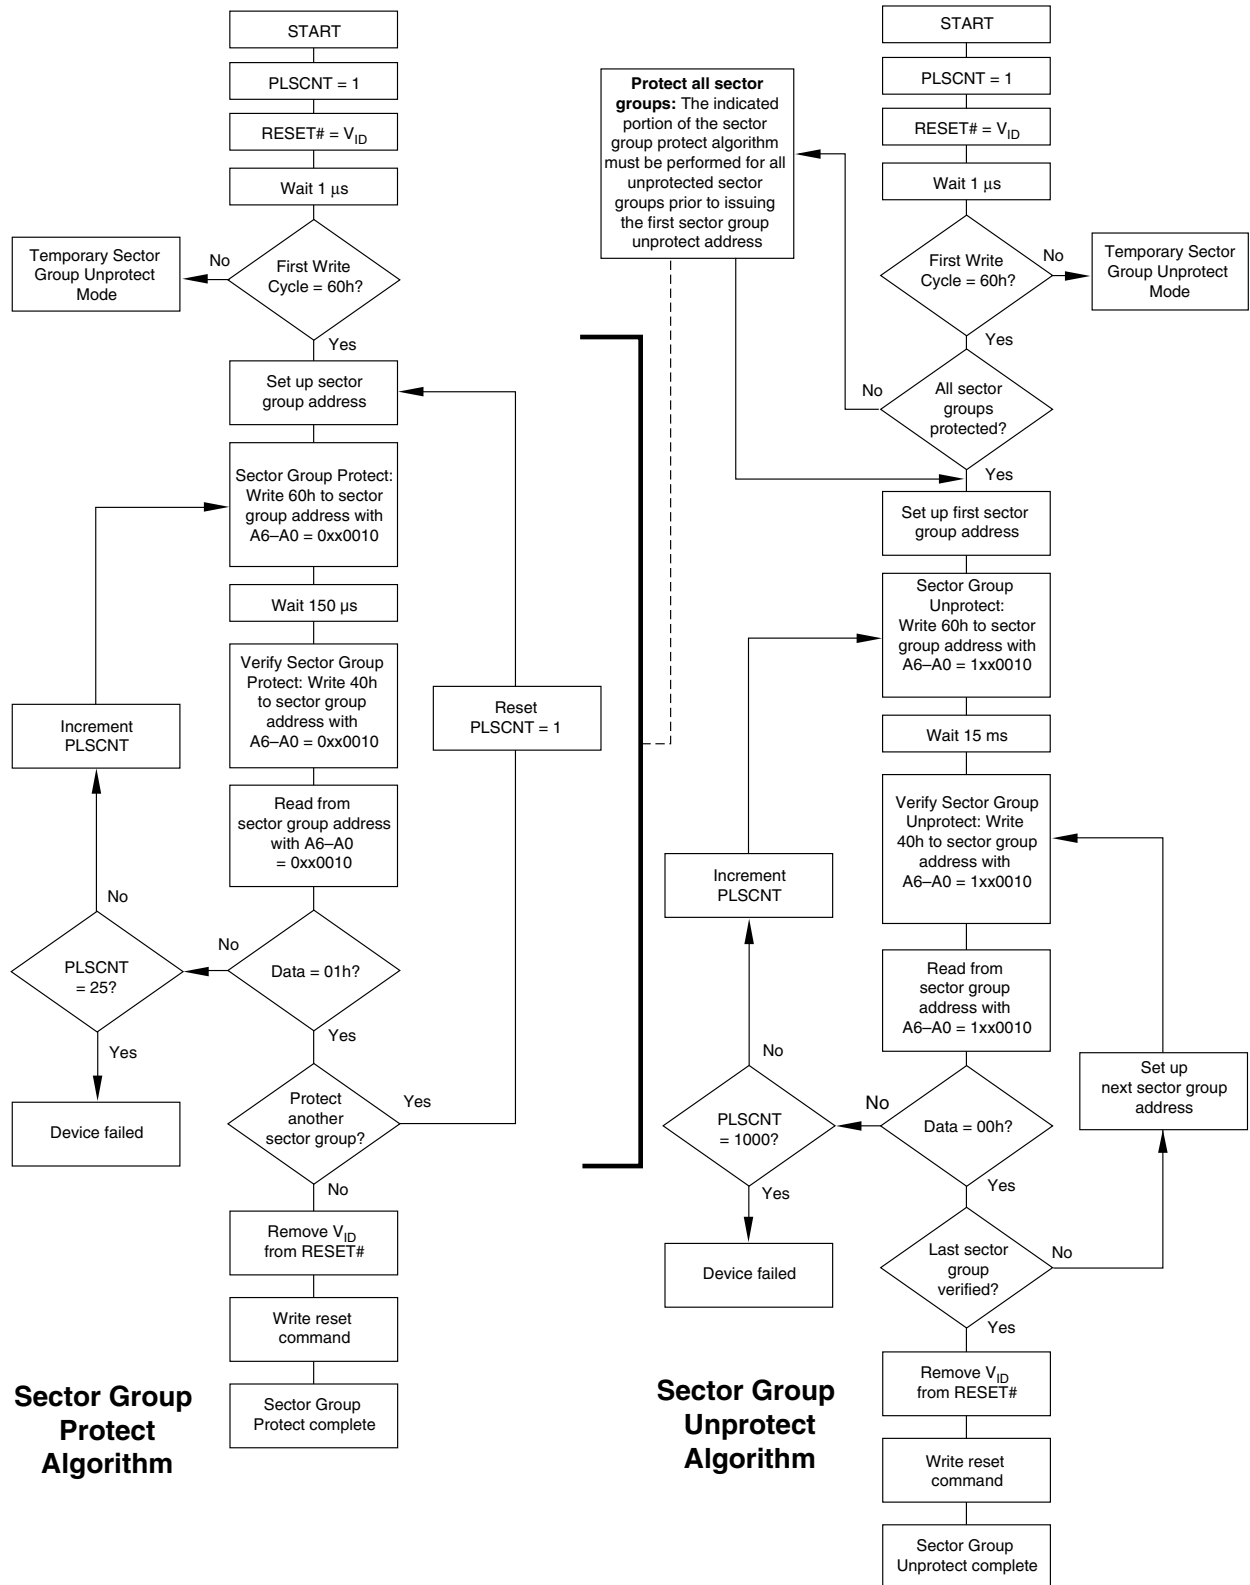 START
PLSCNT = 1
RESET# = VID
Wait 1 μs
First Write
Cycle = 60h?
No
Temporary Sector
Group Unprotect
Mode
Yes
Set up sector
group address
Sector Group Protect:
Write 60h to sector
group address with
A6–A0 = 0xx0010
Wait 150 μs
Verify Sector Group
Protect: Write 40h
to sector group
address with
A6–A0 = 0xx0010
Read from
sector group address
with A6–A0
= 0xx0010
Data = 01h?
No
PLSCNT
= 25?
No
Increment
PLSCNT
Yes
Device failed
Yes
Protect
another
sector group?
Yes
Reset
PLSCNT = 1
No
Remove VID
from RESET#
Write reset
command
Sector Group
Protect complete
Sector Group
Protect
Algorithm
Protect all sector
groups: The indicated
portion of the sector
group protect algorithm
must be performed for all
unprotected sector
groups prior to issuing
the first sector group
unprotect address
START
PLSCNT = 1
RESET# = VID
Wait 1 μs
First Write
Cycle = 60h?
No
Temporary Sector
Group Unprotect
Mode
Yes
All sector
groups
protected?
No
Yes
Set up first sector
group address
Sector Group
Unprotect:
Write 60h to sector
group address with
A6–A0 = 1xx0010
Wait 15 ms
Verify Sector Group
Unprotect: Write
40h to sector group
address with
A6–A0 = 1xx0010
Read from
sector group
address with
A6–A0 = 1xx0010
Data = 00h?
No
PLSCNT
= 1000?
No
Increment
PLSCNT
Yes
Device failed
Yes
Last sector
group
verified?
No
Set up
next sector group
address
Yes
Remove VID
from RESET#
Write reset
command
Sector Group
Unprotect complete
Sector Group
Unprotect
Algorithm